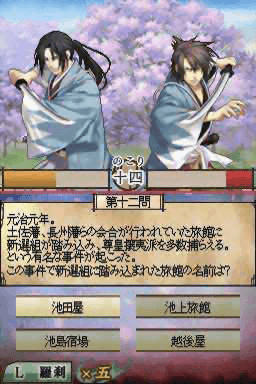 のこり
十四
第十二問
元治元年。
土佐藩、長州藩らの会合が行われていた旅館に
新選組が踏み込み、尊皇攘夷派を多数捕らえる。
という有名な事件が起こった。
この事件で新選組に踏み込まれた旅館の名前は?
池田屋
池上旅館
池島宿場
越後屋
L 羅刹 ×五